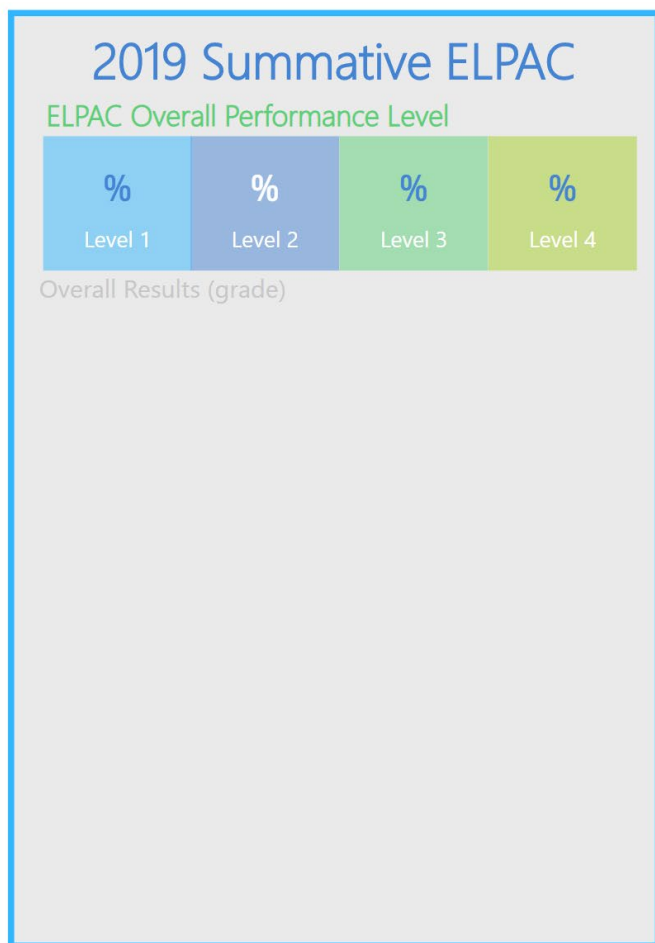 2019 Summative ELPAC
ELPAC Overall Performance Level
% % % %
Level 1 Level 2 Level 3 Level 4
Overall Results (grade)